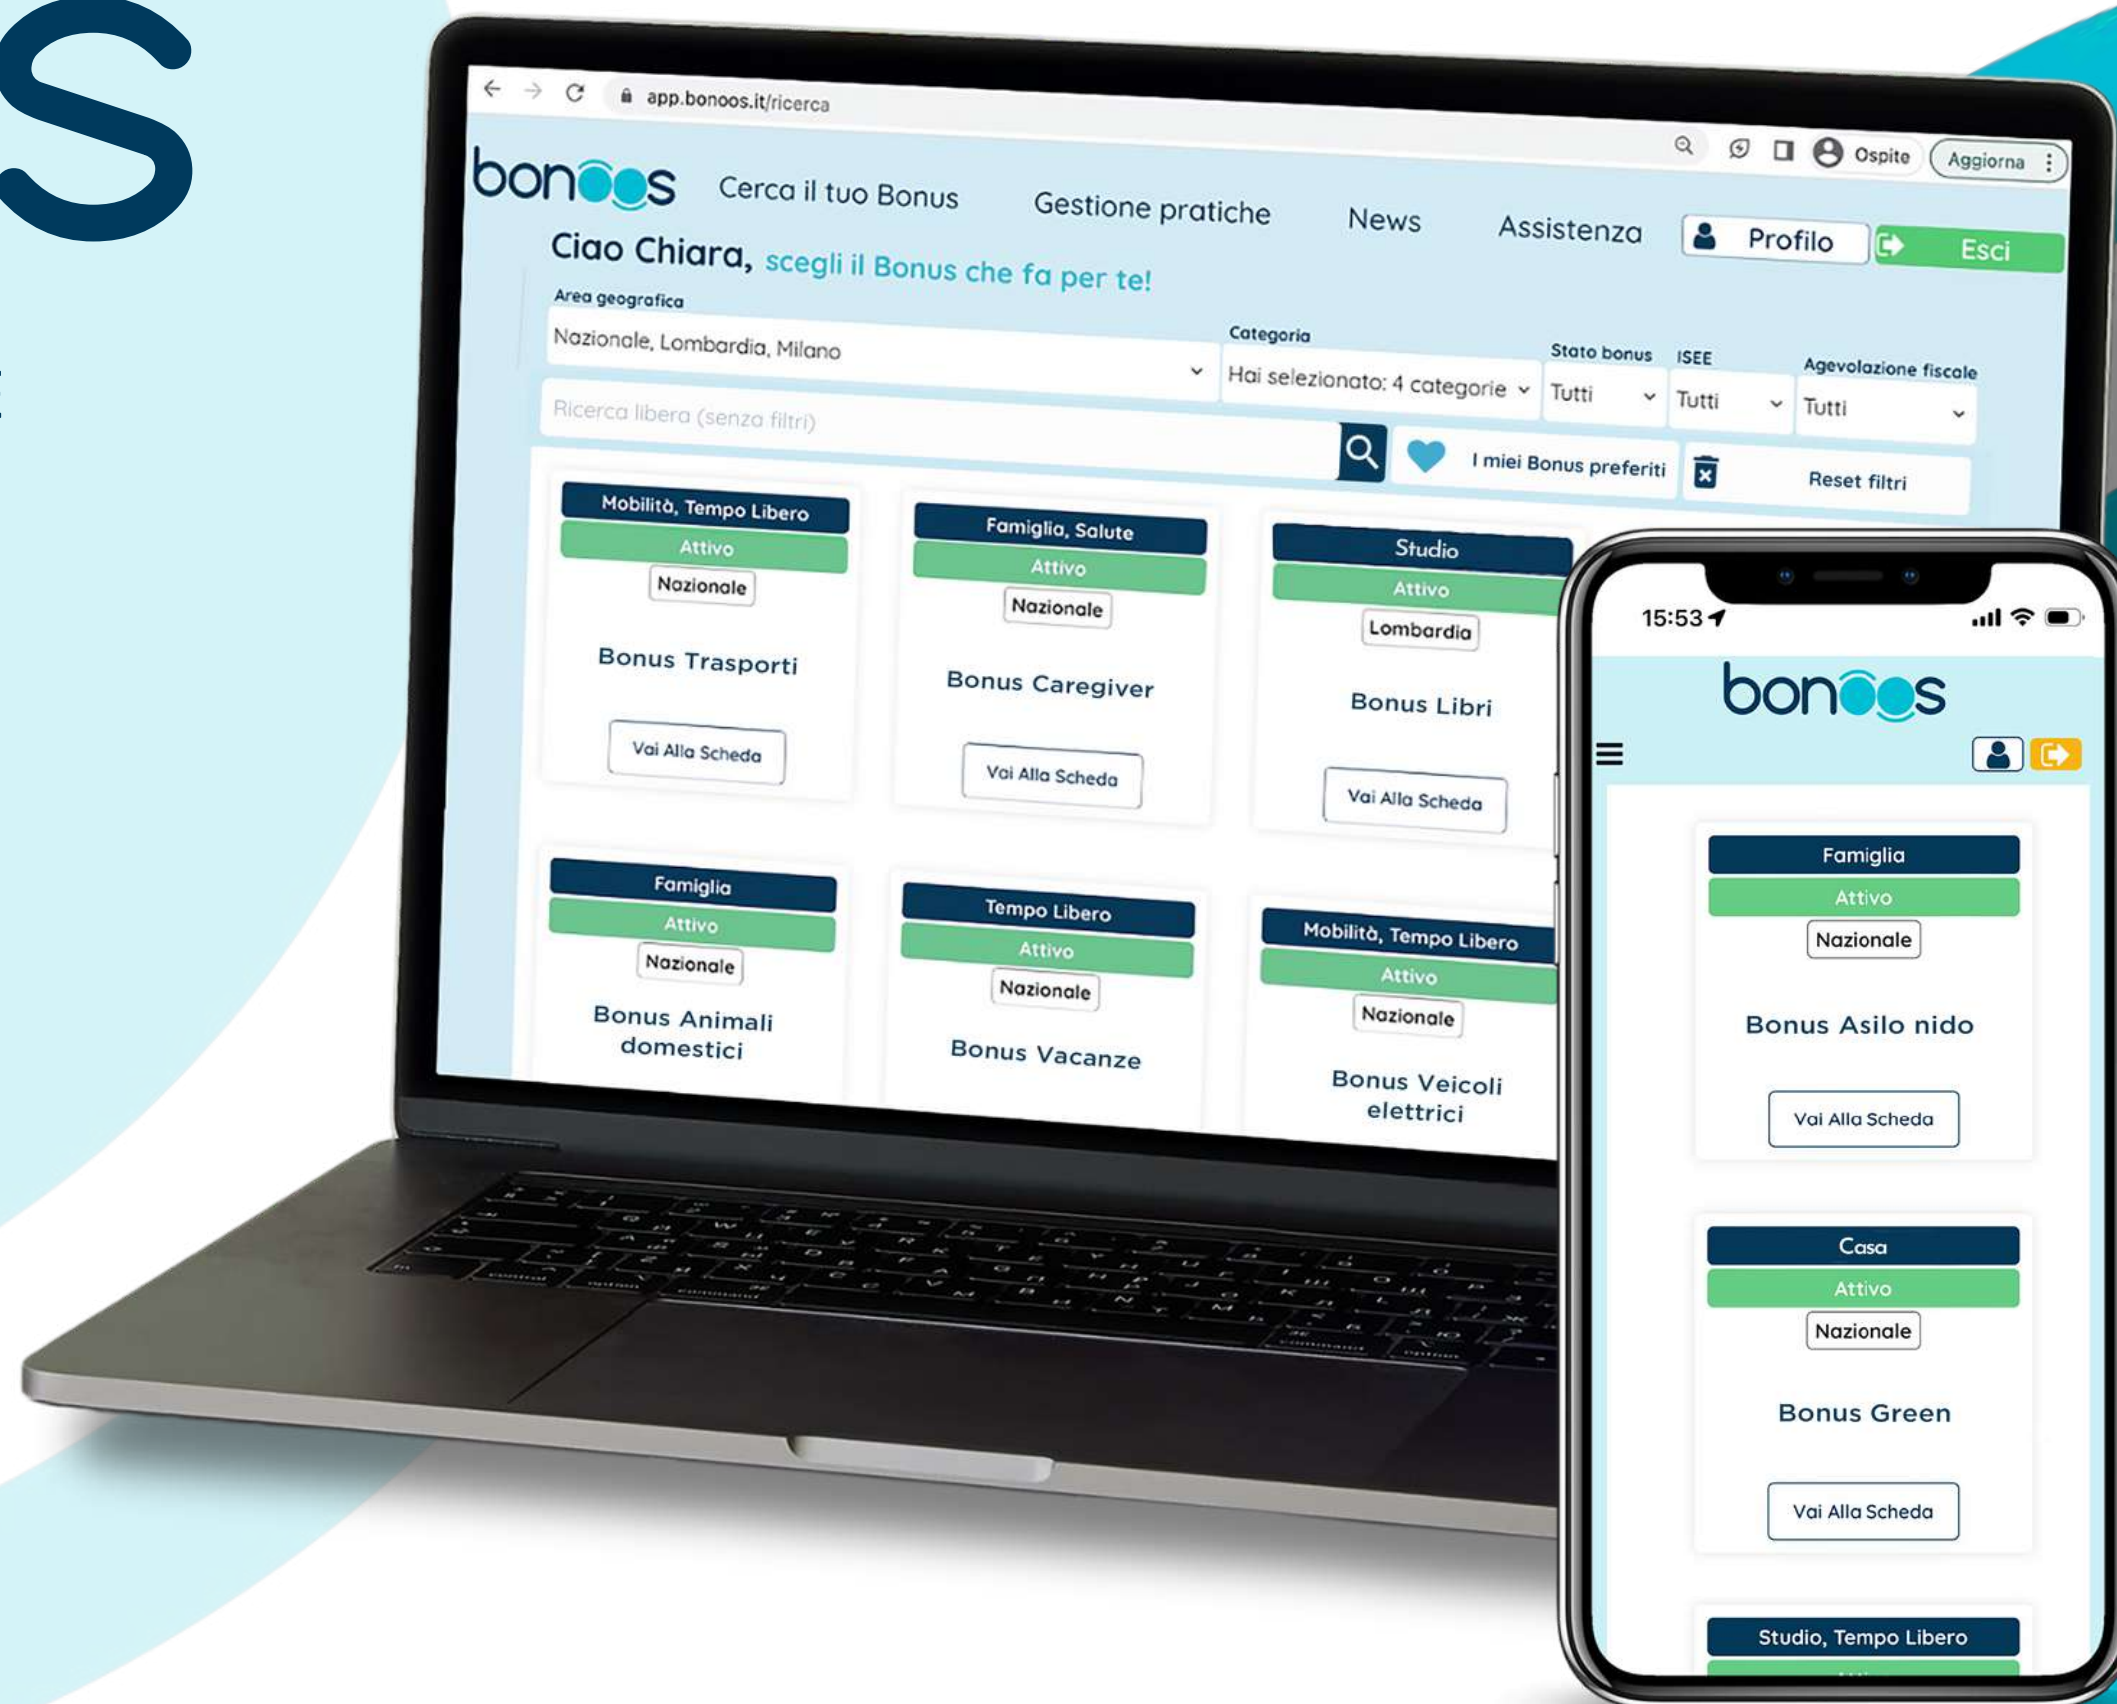 S
E
app.bonoos.it/ricerca
Ospite
Aggiorna
bonoos
Cerca il tuo Bonus
Gestione pratiche
News
Assistenza
Profilo
Esci
Ciao Chiara, scegli il Bonus che fa per te!
Area geografica
Categoria
Stato bonus
ISEE
Agevolazione fiscale
Nazionale, Lombardia, Milano
Hai selezionato: 4 categorie
Tutti
Tutti
Tutti
Ricerca libera (senza filtri)
I miei Bonus preferiti
Reset filtri
Mobilità, Tempo Libero
Attivo
Nazionale
Bonus Trasporti
Vai Alla Scheda
Famiglia, Salute
Attivo
Nazionale
Bonus Caregiver
Vai Alla Scheda
Studio
Attivo
Lombardia
Bonus Libri
Vai Alla Scheda
Famiglia
Attivo
Nazionale
Bonus Animali
domestici
Tempo Libero
Attivo
Nazionale
Bonus Vacanze
Mobilità, Tempo Libero
Attivo
Nazionale
Bonus Veicoli
elettrici
15:53
bonoos
Famiglia
Attivo
Nazionale
Bonus Asilo nido
Vai Alla Scheda
Casa
Attivo
Nazionale
Bonus Green
Vai Alla Scheda
Studio, Tempo Libero